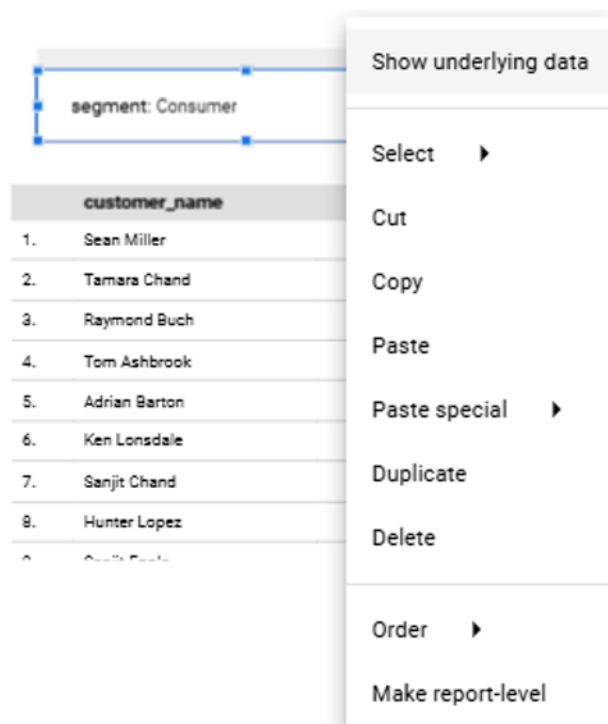 segment: Consumer
customer_name
1. Sean Miller
2. Tamara Chand
3. Raymond Buch
4. Tom Ashbrook
5. Adrian Barton
6. Ken Lonsdale
7. Sanjit Chand
8. Hunter Lopez
Show underlying data
Select
Cut
Copy
Paste
Paste special
Duplicate
Delete
Order
Make report-level